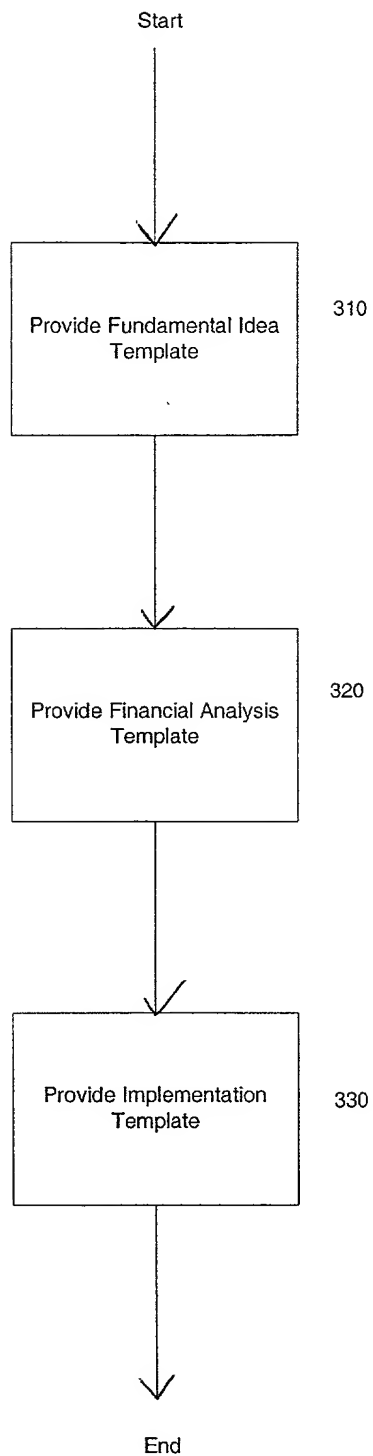 Start
Provide Fundamental Idea
Template
310
Provide Financial Analysis
Template
320
Provide Implementation
Template
330
End